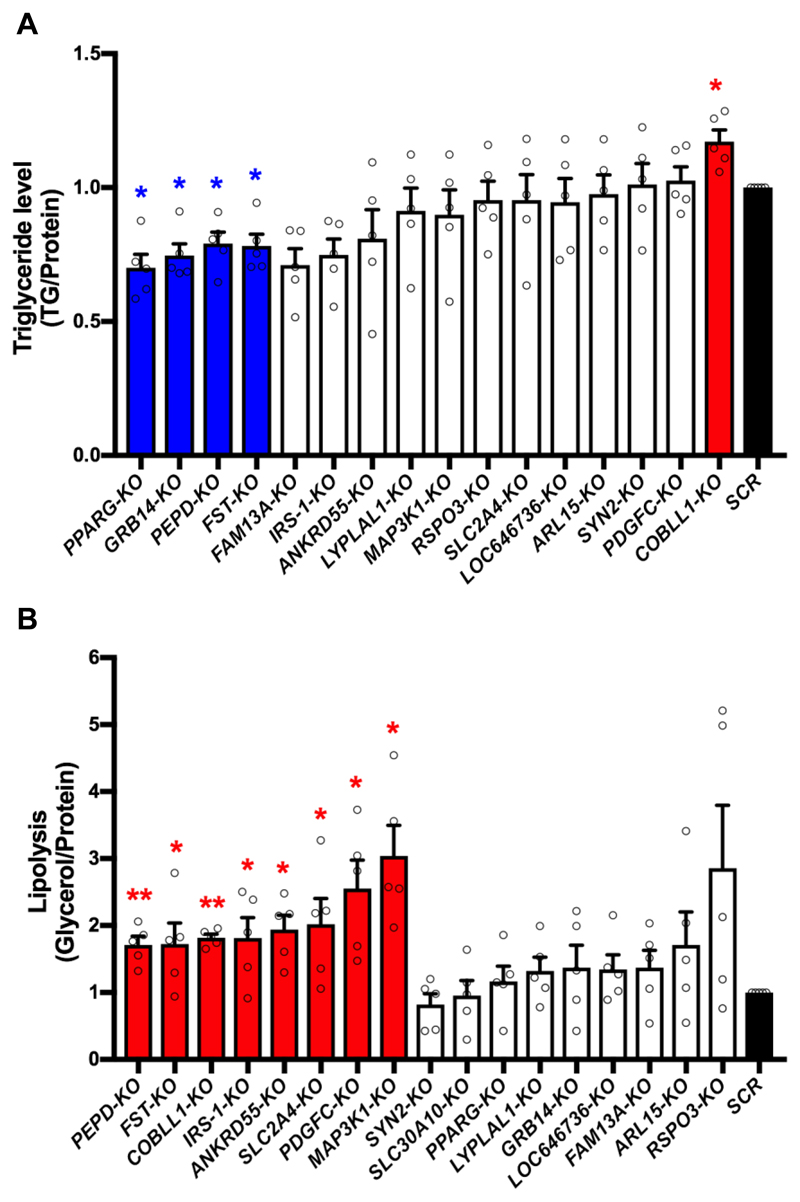 A
Triglyceride level
(TG/Protein)
1.5
1.0
0.5
0.0
* * * * *
PPARG-KO
GRB14-KO
PEPD-KO
FST-KO
FAM13A-KO
IRS-1-KO
ANKRD55-KO
LYPLAL1-KO
MAP3K1-KO
RSPO3-KO
SLC2A4-KO
LOC646736-KO
ARL15-KO
SYN2-KO
PDGFC-KO
COBLL1-KO
SCR
B
Lipolysis
(Glycerol/Protein)
6
5
4
3
2
1
0
** * ** * * * * *
PEPD-KO
FST-KO
COBLL1-KO
IRS-1-KO
ANKRD55-KO
SLC2A4-KO
PDGFC-KO
MAP3K1-KO
SYN2-KO
SLC30A10-KO
PPARG-KO
LYPLAL1-KO
GRB14-KO
LOC646736-KO
FAM13A-KO
ARL15-KO
RSPO3-KO
SCR